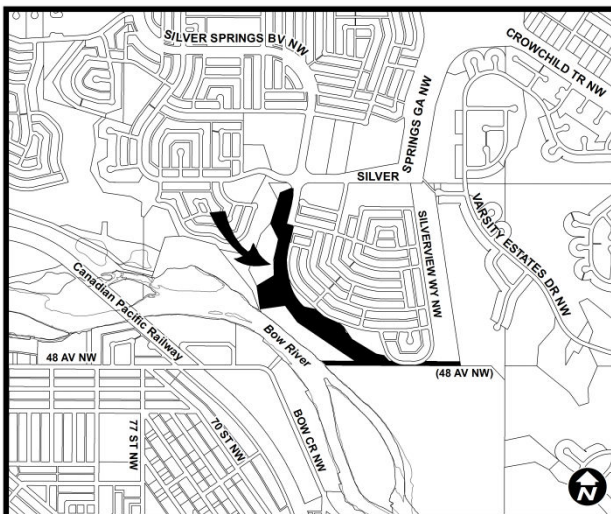 SILVER SPRINGS BV NW
CROWCHILD TR NW
SPRINGS GA NW
SILVER
SILVERVIEW WY NW
VARSITY ESTATES DR NW
Canadian Pacific Railway
Bow River
48 AV NW
(48 AV NW)
77 ST NW
70 ST NW
BOW CR NW
N